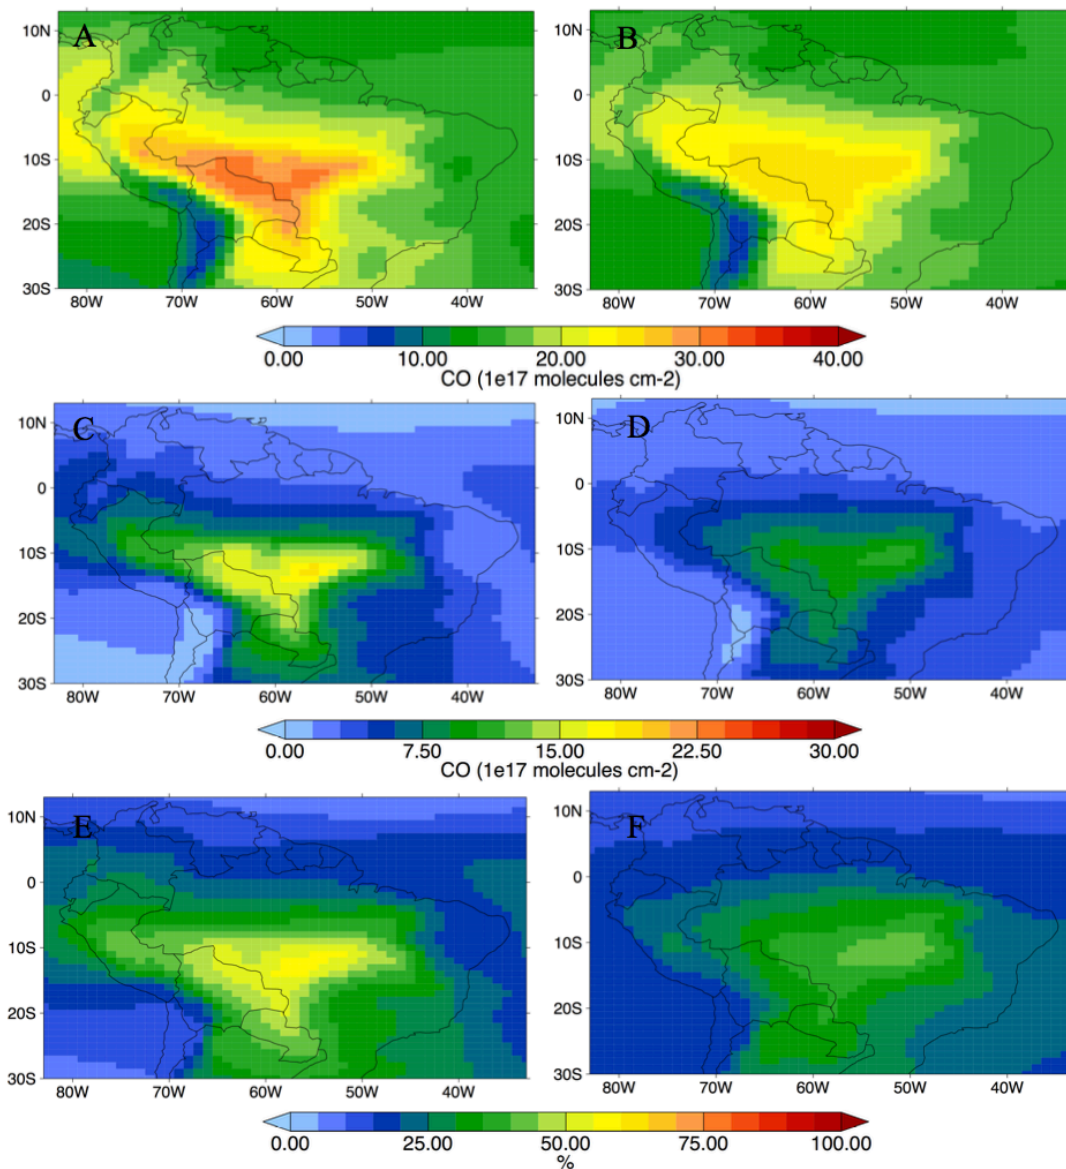 A
B
10N
0
10S
20S
30S
80W 70W 60W 50W 40W
10N
0
10S
20S
30S
80W 70W 60W 50W 40W
0.00 10.00 20.00 30.00 40.00
CO (1e17 molecules cm-2)
C
D
10N
0
10S
20S
30S
80W 70W 60W 50W 40W
10N
0
10S
20S
30S
80W 70W 60W 50W 40W
0.00 7.50 15.00 22.50 30.00
CO (1e17 molecules cm-2)
E
F
10N
0
10S
20S
30S
80W 70W 60W 50W 40W
10N
0
10S
20S
30S
80W 70W 60W 50W 40W
0.00 25.00 50.00 75.00 100.00
%